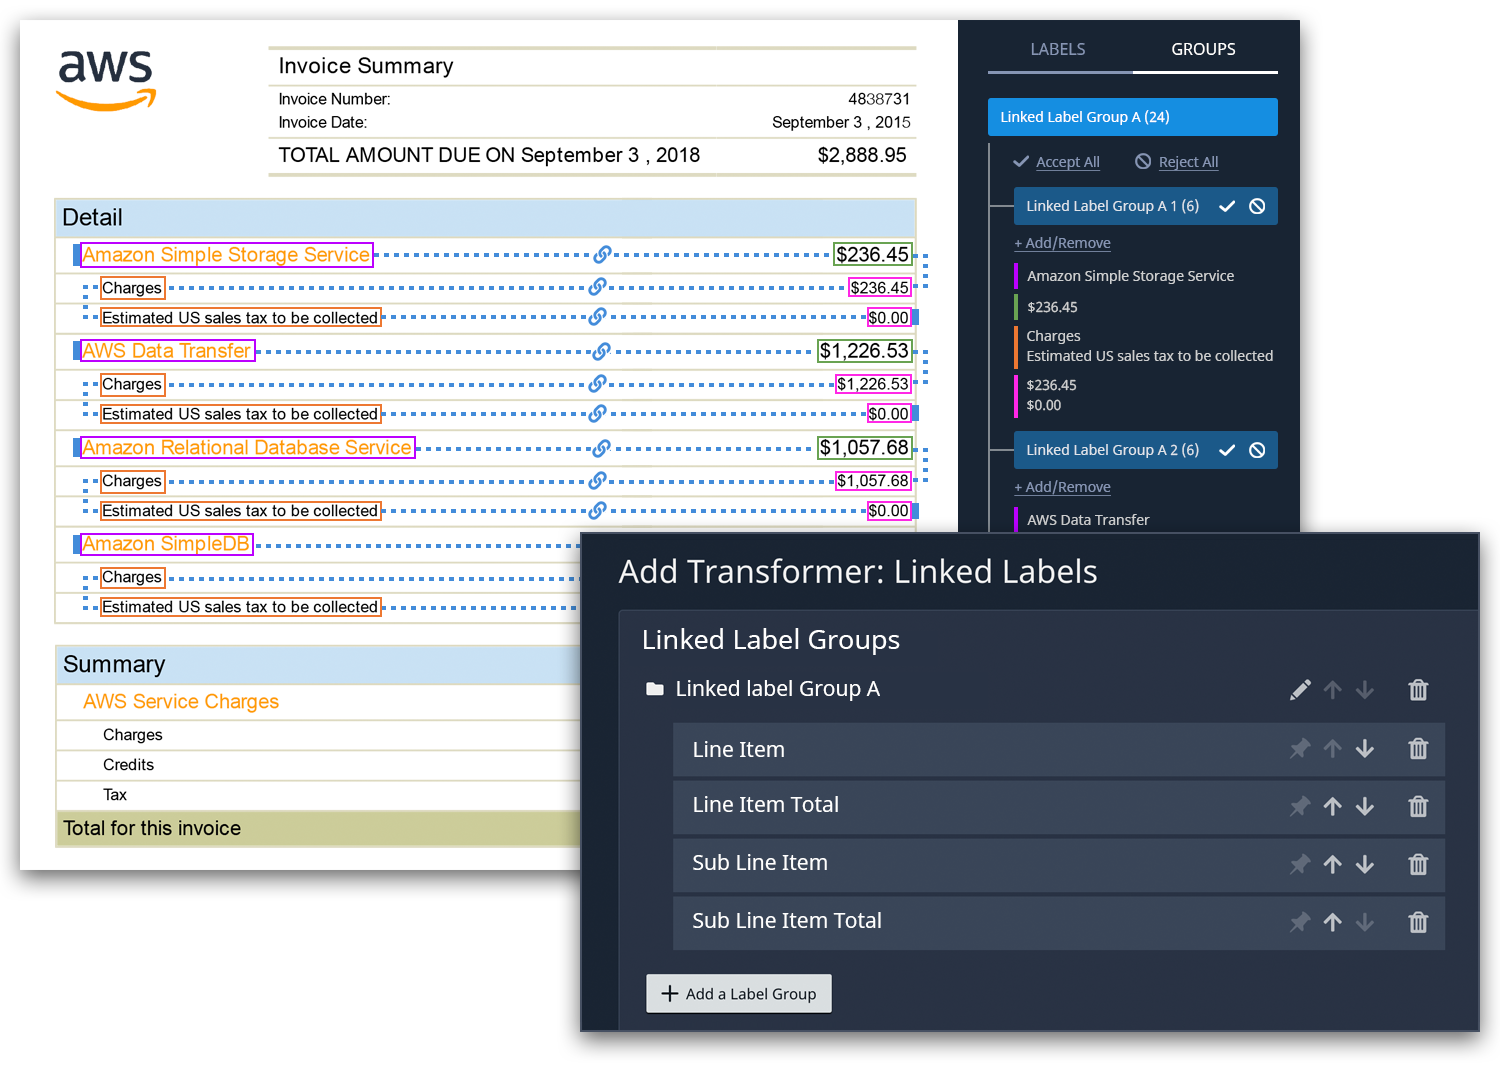 aws
Invoice Summary
Invoice Number: 4838731
Invoice Date: September 3 , 2015
TOTAL AMOUNT DUE ON September 3 , 2018 $2,888.95
Detail
Amazon Simple Storage Service $236.45
Charges $236.45
Estimated US sales tax to be collected $0.00
AWS Data Transfer $1,226.53
Charges $1,226.53
Estimated US sales tax to be collected $0.00
Amazon Relational Database Service $1,057.68
Charges $1,057.68
Estimated US sales tax to be collected $0.00
Amazon SimpleDB
Charges
Estimated US sales tax to be collected
Summary
AWS Service Charges
Charges
Credits
Tax
Total for this invoice
LABELS GROUPS
Linked Label Group A (24)
Accept All Reject All
Linked Label Group A 1 (6)
+ Add/Remove
Amazon Simple Storage Service
$236.45
Charges
Estimated US sales tax to be collected
$236.45
$0.00
Linked Label Group A 2 (6)
+ Add/Remove
AWS Data Transfer
Add Transformer: Linked Labels
Linked Label Groups
Linked label Group A
Line Item
Line Item Total
Sub Line Item
Sub Line Item Total
+ Add a Label Group